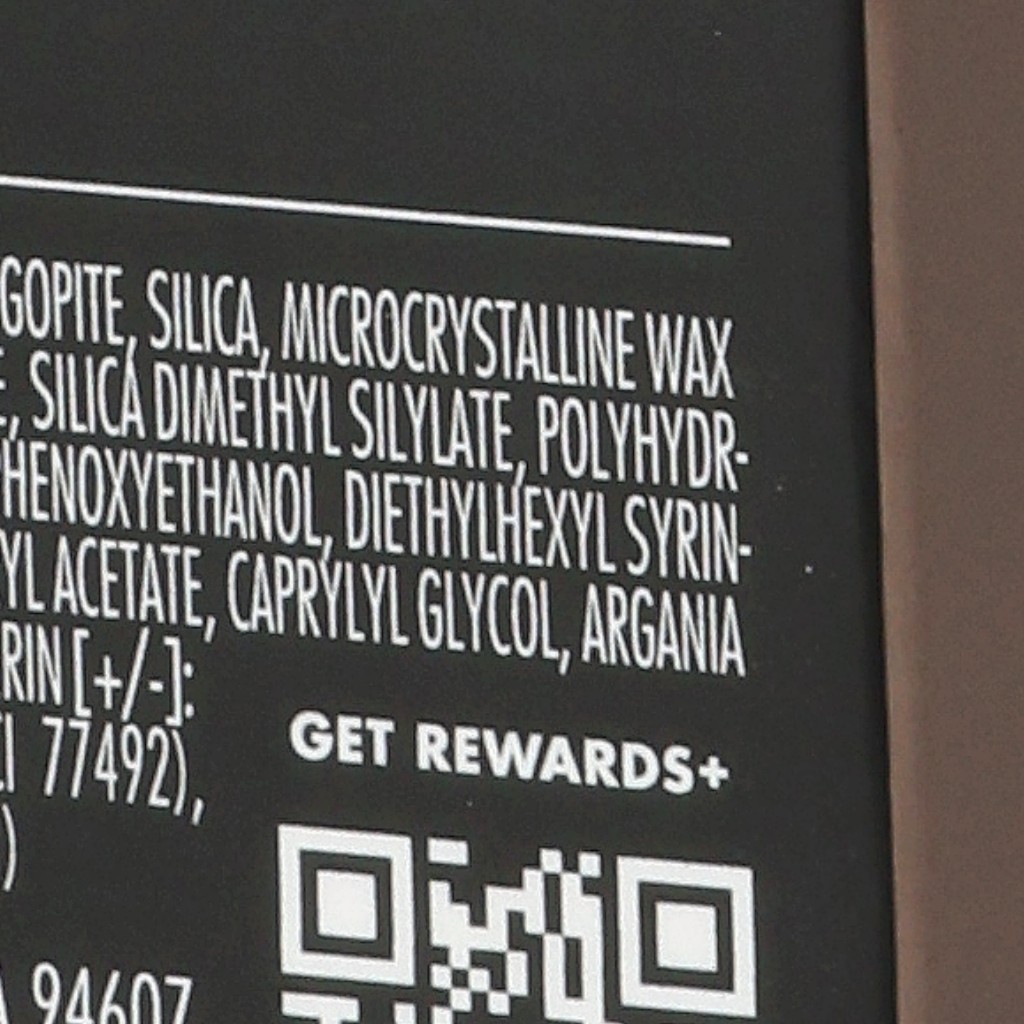 GOPITE, SILICA, MICROCRYSTALLINE WAX
, SILICA DIMETHYL SILYLATE, POLYHYDR-
PHENOXYETHANOL, DIETHYLHEXYL SYRIN-
YL ACETATE, CAPRYLYL GLYCOL, ARGANIA
RIN [+/-]:
77492),
)
GET REWARDS+
94607